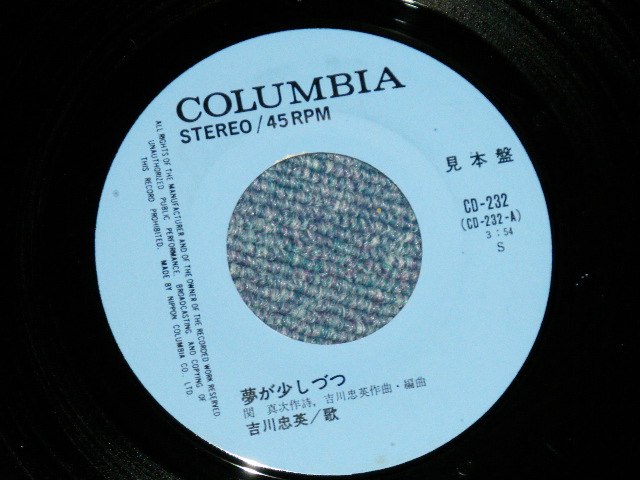 COLUMBIA
STEREO/45RPM
見本盤
CD-232
(CD-232-A)
3:54
S
ALL RIGHTS OF THE MANUFACTURER AND OF THE OWNER OF THE RECORDED WORK RESERVED.
UNAUTHORIZED PUBLIC PERFORMANCE, BROADCASTING AND COPYING OF
THIS RECORD PROHIBITED. MADE BY NIPPON COLUMBIA CO., LTD.
夢が少しづつ
関 真次作詩、吉川忠英作曲・編曲
吉川忠英/歌